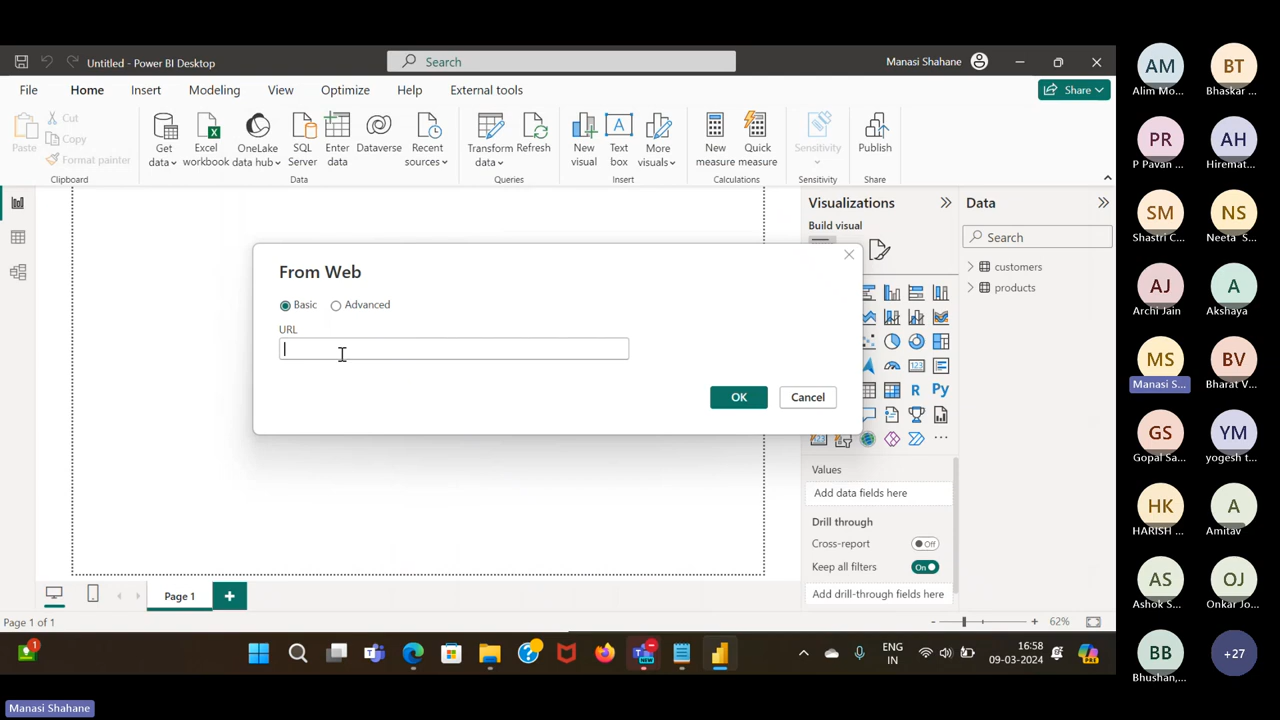 Untitled - Power BI Desktop
Search
Manasi Shahane
File
Home
Insert
Modeling
View
Optimize
Help
External tools
Share
Paste
Cut
Copy
Format painter
Clipboard
Get data
Excel workbook
OneLake data hub
SQL Server
Enter data
Dataverse
Recent sources
Data
Transform data
Refresh
Queries
New visual
Text box
More visuals
Insert
New measure
Quick measure
Calculations
Sensitivity
Sensitivity
Publish
Share
From Web
Basic
Advanced
URL
OK
Cancel
Visualizations
Build visual
R
Py
123
Values
Add data fields here
Drill through
Cross-report
Off
Keep all filters
On
Add drill-through fields here
Data
Search
customers
products
Page 1
Page 1 of 1
62%
1
NEW
ENG
IN
16:58
09-03-2024
PRE
Manasi Shahane
AM
Alim Mo...
BT
Bhaskar ...
PR
P Pavan ...
AH
Hiremat...
SM
Shastri C...
NS
Neeta S...
AJ
Archi Jain
A
Akshaya
MS
Manasi S...
BV
Bharat V...
GS
Gopal Sa...
YM
yogesh t...
HK
HARISH ...
A
Amitav
AS
Ashok S...
OJ
Onkar Jo...
BB
Bhushan,...
+27